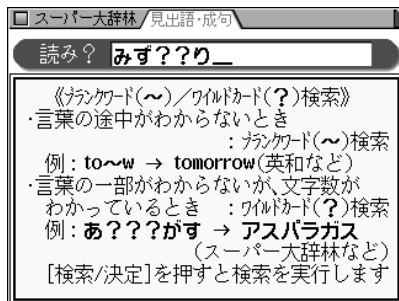 スーパー大辞林 見出語・成句
読み? みず??り_
《ブランクワード(～)/ワイルドカード(?)検索》
・言葉の途中がわからないとき
:ブランクワード(～)検索
例:to～w → tomorrow(英和など)
・言葉の一部がわからないが、文字数が
わかっているとき :ワイルドカード(?)検索
例:あ???がす → アスパラガス
(スーパー大辞林など)
[検索/決定]を押すと検索を実行します